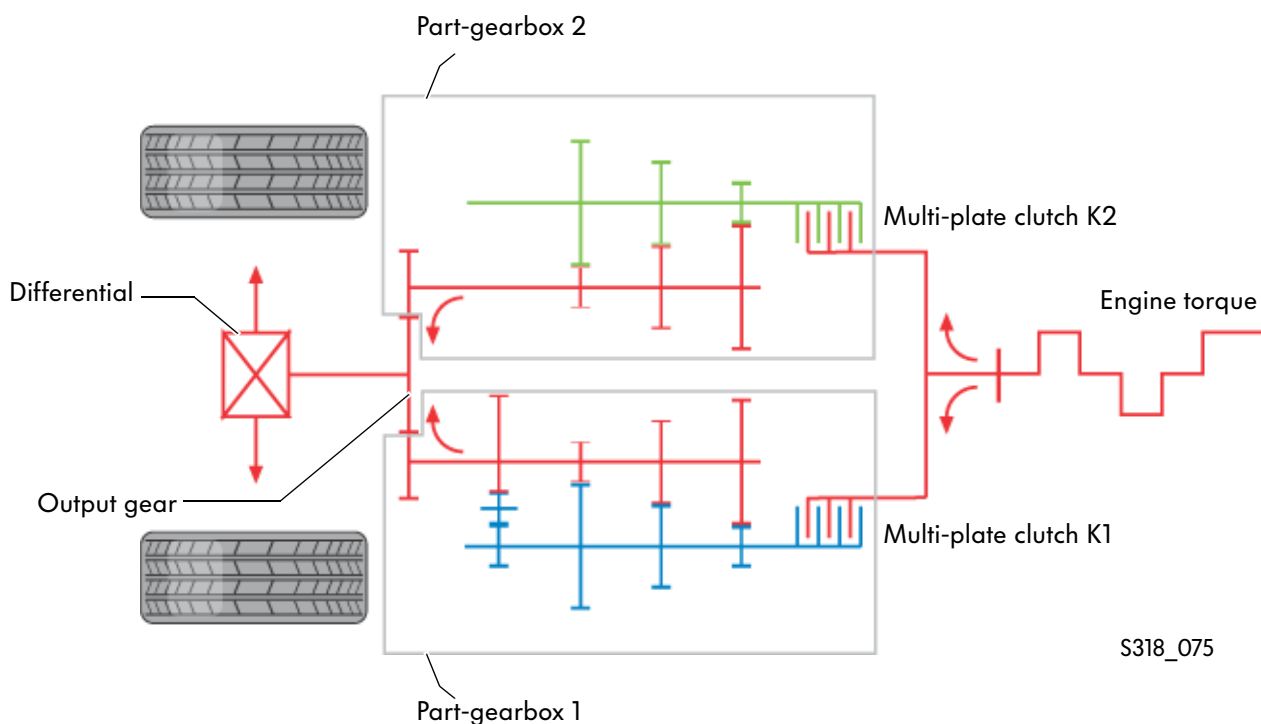 Part-gearbox 2
Multi-plate clutch K2
Differential
Engine torque
Output gear
Multi-plate clutch K1
S318_075
Part-gearbox 1